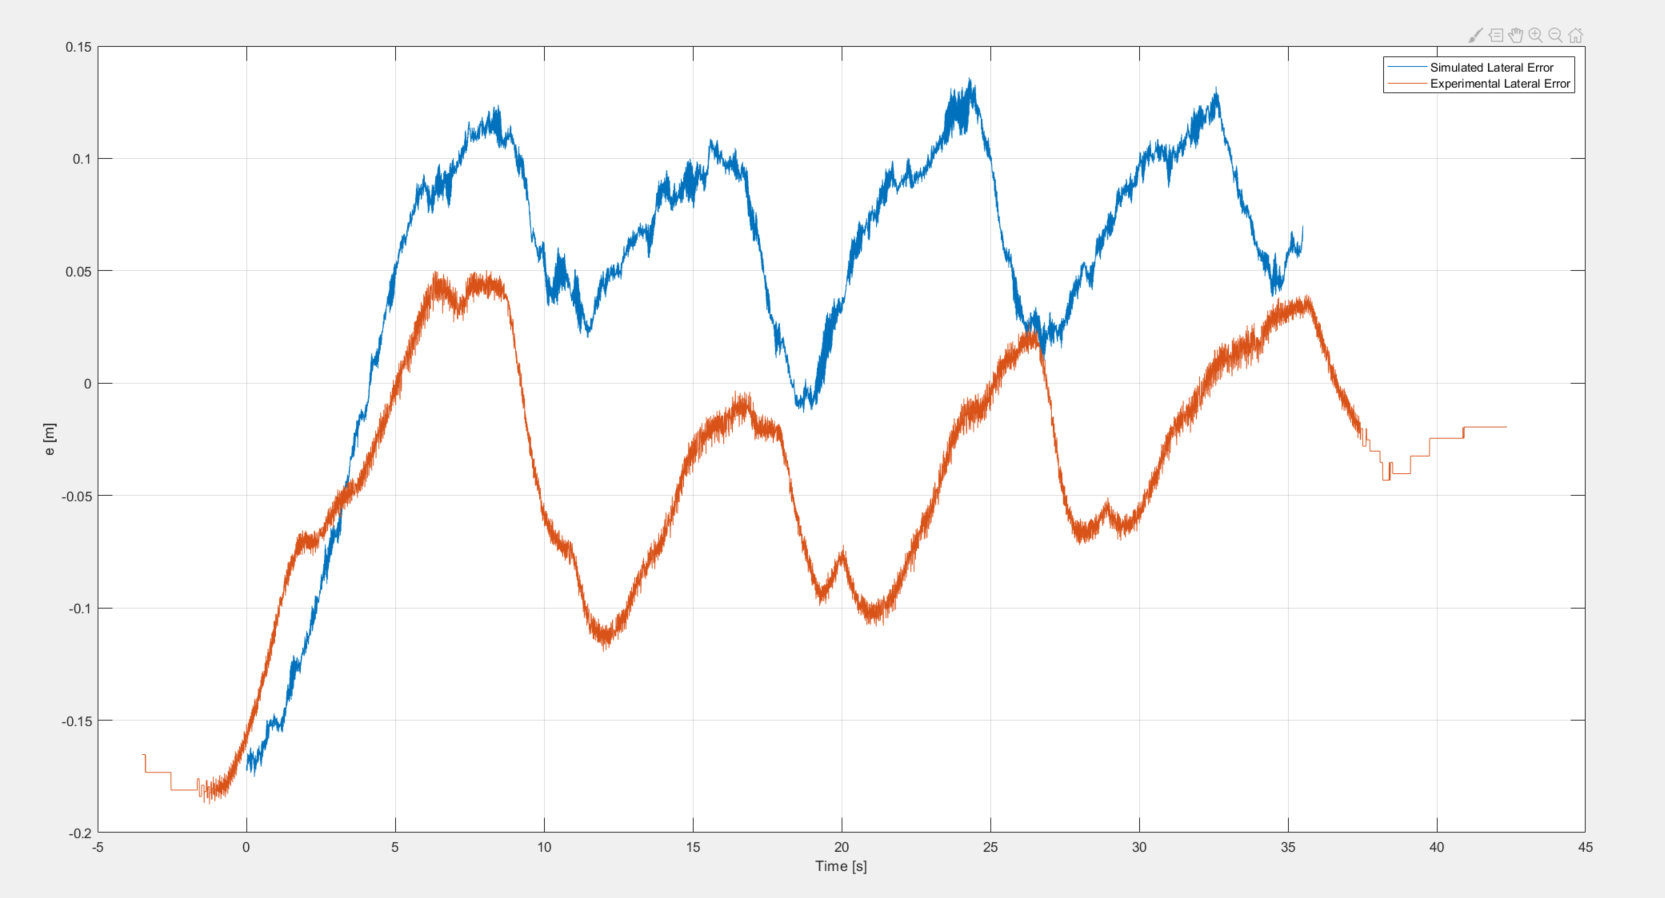 Simulated Lateral Error
Experimental Lateral Error
0.15
0.1
0.05
0
-0.05
-0.1
-0.15
-0.2
e [m]
-5 0 5 10 15 20 25 30 35 40 45
Time [s]